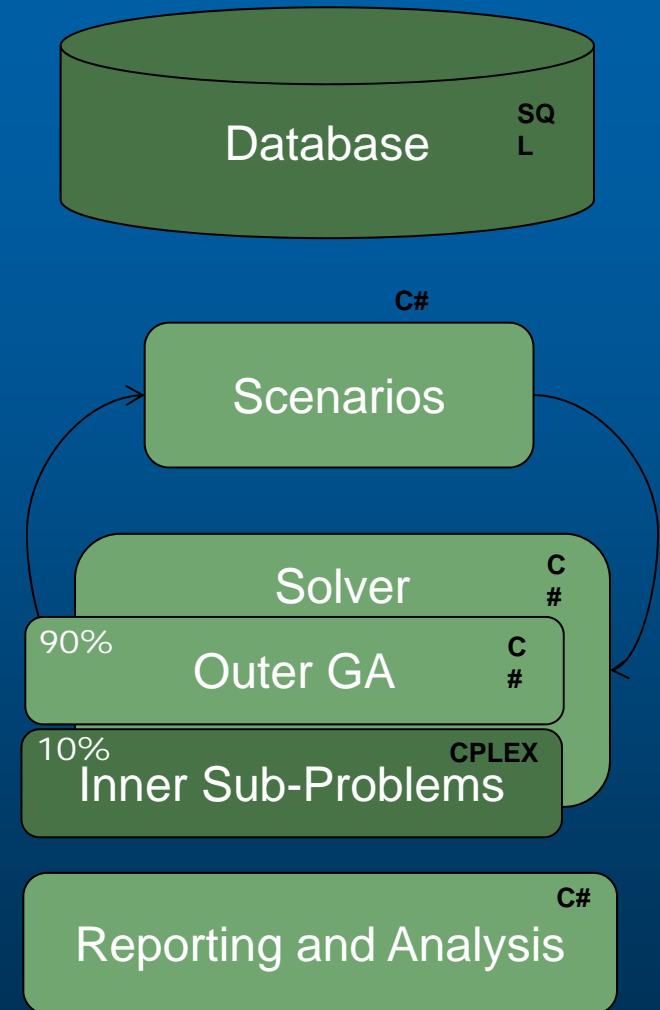 Database
SQ
L
C#
Scenarios
Solver
C
#
90%
Outer GA
C
#
10%
CPLEX
Inner Sub-Problems
C#
Reporting and Analysis